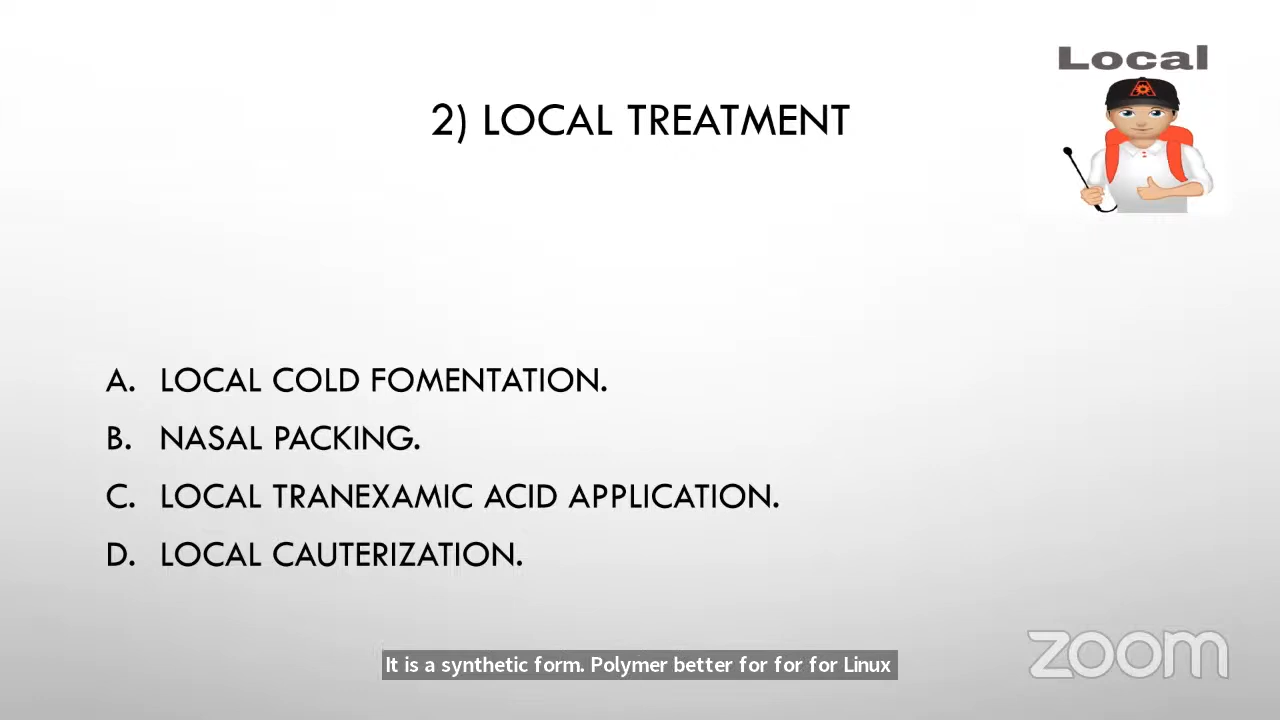 Local
2) LOCAL TREATMENT
A. LOCAL COLD FOMENTATION.
B. NASAL PACKING.
C. LOCAL TRANEXAMIC ACID APPLICATION.
D. LOCAL CAUTERIZATION.
It is a synthetic form. Polymer better for for for Linux
zoom